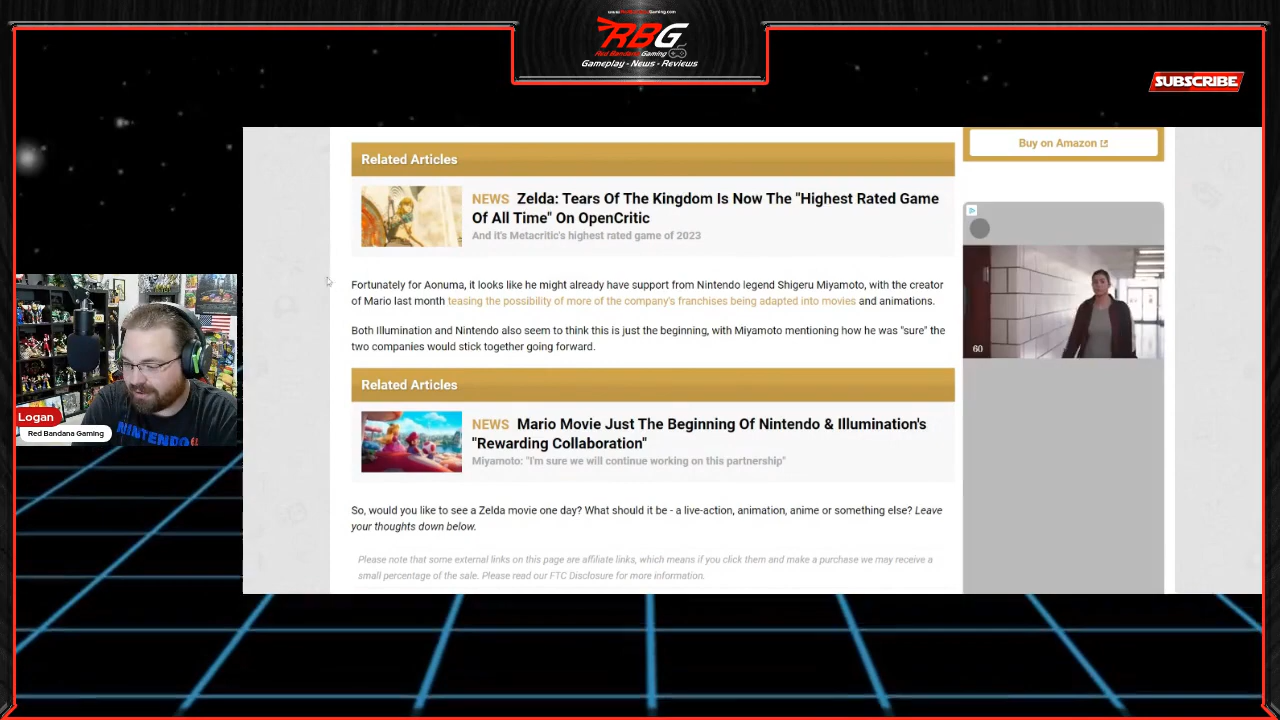 www.RedBandanaGaming.com
RBG
Red Bandana Gaming
Gameplay - News - Reviews
SUBSCRIBE
Buy on Amazon
Related Articles
NEWS Zelda: Tears Of The Kingdom Is Now The "Highest Rated Game
Of All Time" On OpenCritic
And it's Metacritic's highest rated game of 2023
Fortunately for Aonuma, it looks like he might already have support from Nintendo legend Shigeru Miyamoto, with the creator
of Mario last month teasing the possibility of more of the company's franchises being adapted into movies and animations.
Both Illumination and Nintendo also seem to think this is just the beginning, with Miyamoto mentioning how he was "sure" the
two companies would stick together going forward.
60
Related Articles
NEWS Mario Movie Just The Beginning Of Nintendo & Illumination's
"Rewarding Collaboration"
Miyamoto: "I'm sure we will continue working on this partnership"
So, would you like to see a Zelda movie one day? What should it be - a live-action, animation, anime or something else? Leave
your thoughts down below.
Please note that some external links on this page are affiliate links, which means if you click them and make a purchase we may receive a
small percentage of the sale. Please read our FTC Disclosure for more information.
Logan
Red Bandana Gaming
NINTENDO